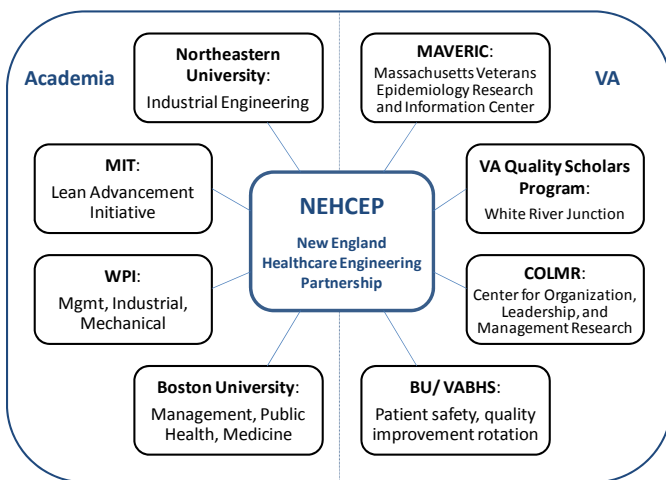 Academia
VA
Northeastern
University:
Industrial Engineering
MAVERIC:
Massachusetts Veterans
Epidemiology Research
and Information Center
MIT:
Lean Advancement
Initiative
VA Quality Scholars
Program:
White River Junction
NEHCEP
New England
Healthcare Engineering
Partnership
WPI:
Mgmt, Industrial,
Mechanical
COLMR:
Center for Organization,
Leadership, and
Management Research
Boston University:
Management, Public
Health, Medicine
BU/ VABHS:
Patient safety, quality
improvement rotation